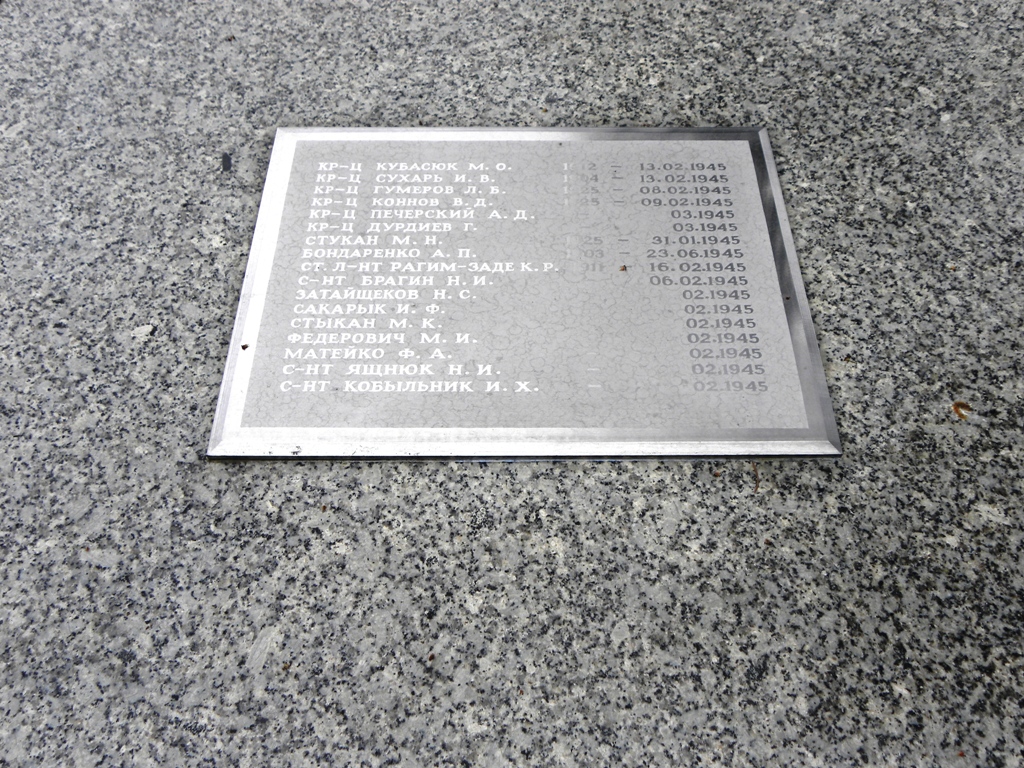 КР-Ц КУБАСЮК М. О. – 13.02.1945
КР-Ц СУХАРЬ И. В. – 13.02.1945
КР-Ц ГУМЕРОВ Л. Б. – 08.02.1945
КР-Ц КОННОВ В. Д. – 09.02.1945
КР-Ц ПЕЧЕРСКИЙ А. Д. 03.1945
КР-Ц ДУРДИЕВ Г. 03.1945
СТУКАН М. Н. – 31.01.1945
БОНДАРЕНКО А. П. – 23.06.1945
СТ. Л-НТ РАГИМ-ЗАДЕ К. Р. – 16.02.1945
С-НТ БРАГИН Н. И. 06.02.1945
ЗАТАЙЩЕКОВ Н. С. 02.1945
САКАРЫК И. Ф. 02.1945
СТЫКАН М. К. 02.1945
ФЕДЕРОВИЧ М. И. 02.1945
МАТЕЙКО Ф. А. 02.1945
С-НТ ЯЩНЮК Н. И. – 02.1945
С-НТ КОБЫЛЬНИК И. Х. – 02.1945